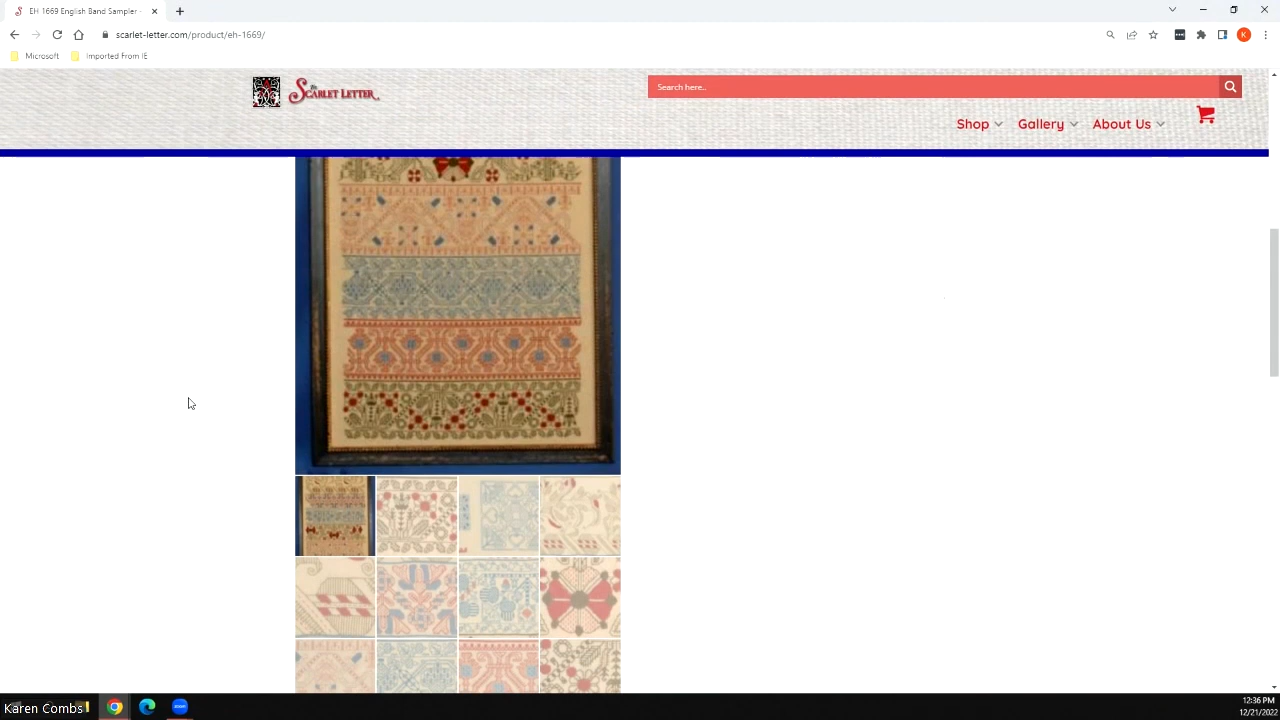 EH 1669 English Band Sampler -
scarlet-letter.com/product/eh-1669/
K
Microsoft
Imported From IE
The
SCARLET LETTER
Search here..
Shop
Gallery
About Us
Karen Combs
zoom
12:36 PM
12/21/2022